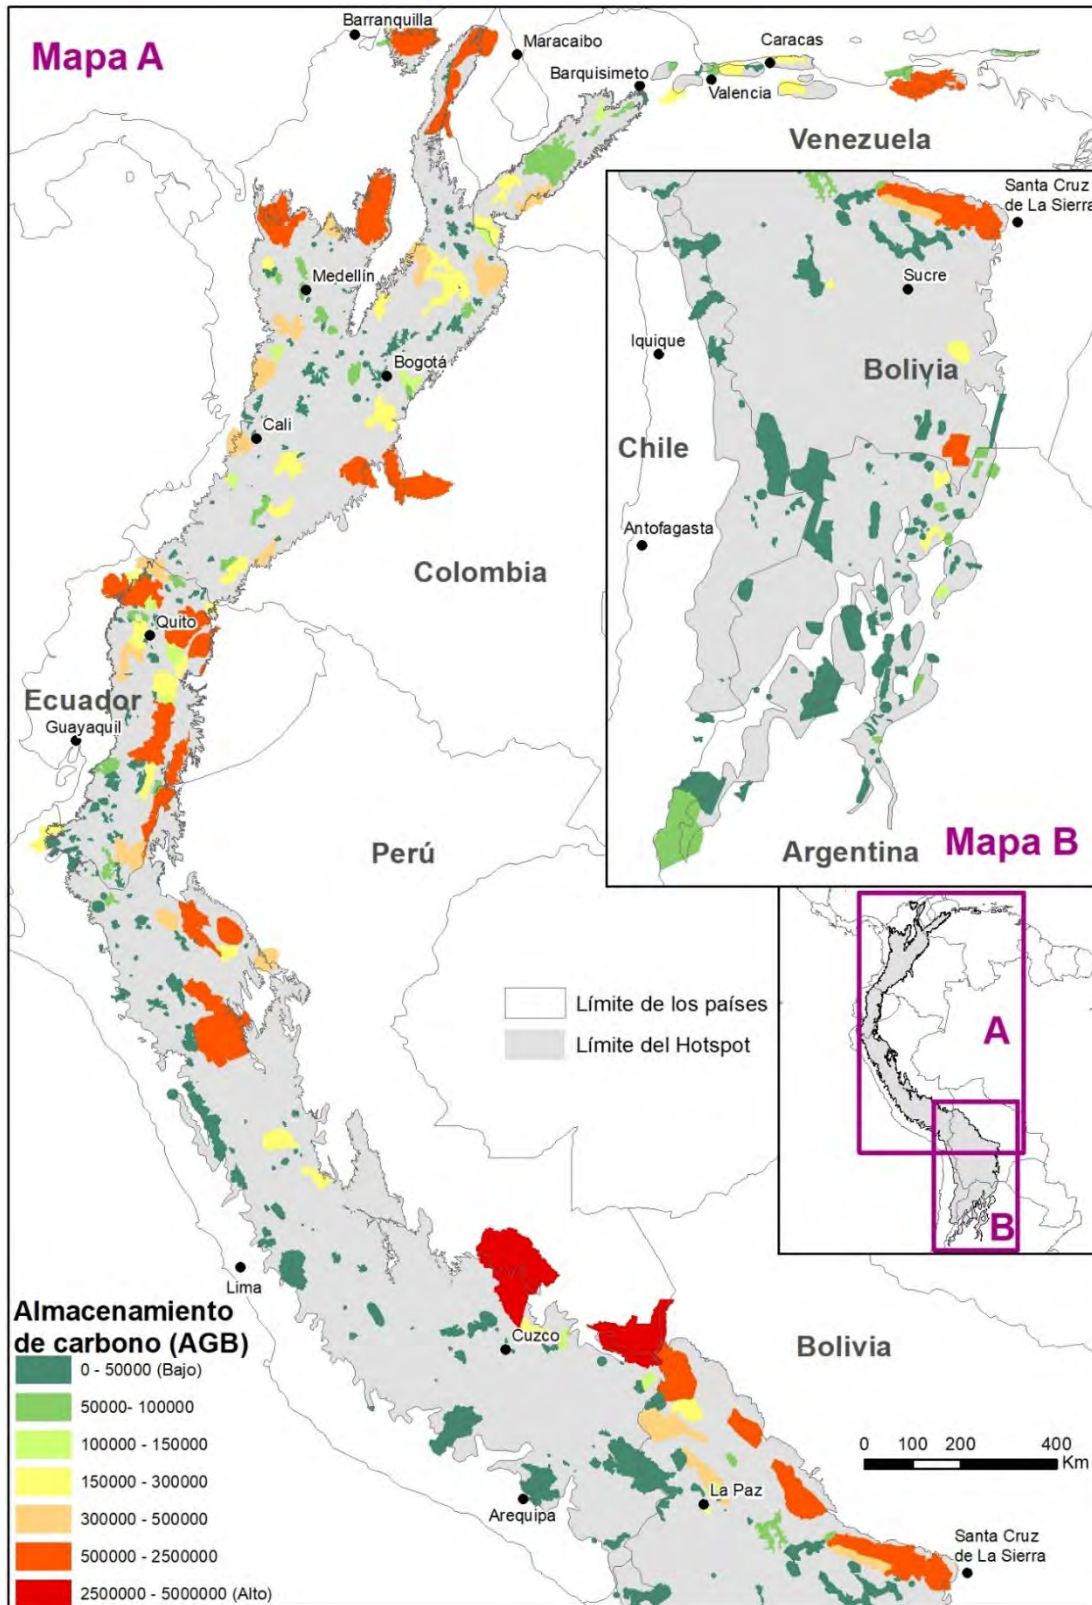 Mapa A
Barranquilla
Maracaibo
Caracas
Barquisimeto
Valencia
Venezuela
Medellín
Bogotá
Cali
Colombia
Quito
Ecuador
Guayaquil
Perú
Santa Cruz
de La Sierra
Sucre
Iquique
Bolivia
Chile
Antofagasta
Argentina
Mapa B
Límite de los países
Límite del Hotspot
A
B
Lima
Cuzco
Bolivia
Arequipa
La Paz
Santa Cruz
de La Sierra
0 100 200 400
Km
Almacenamiento
de carbono (AGB)
0 - 50000 (Bajo)
50000- 100000
100000 - 150000
150000 - 300000
300000 - 500000
500000 - 2500000
2500000 - 5000000 (Alto)